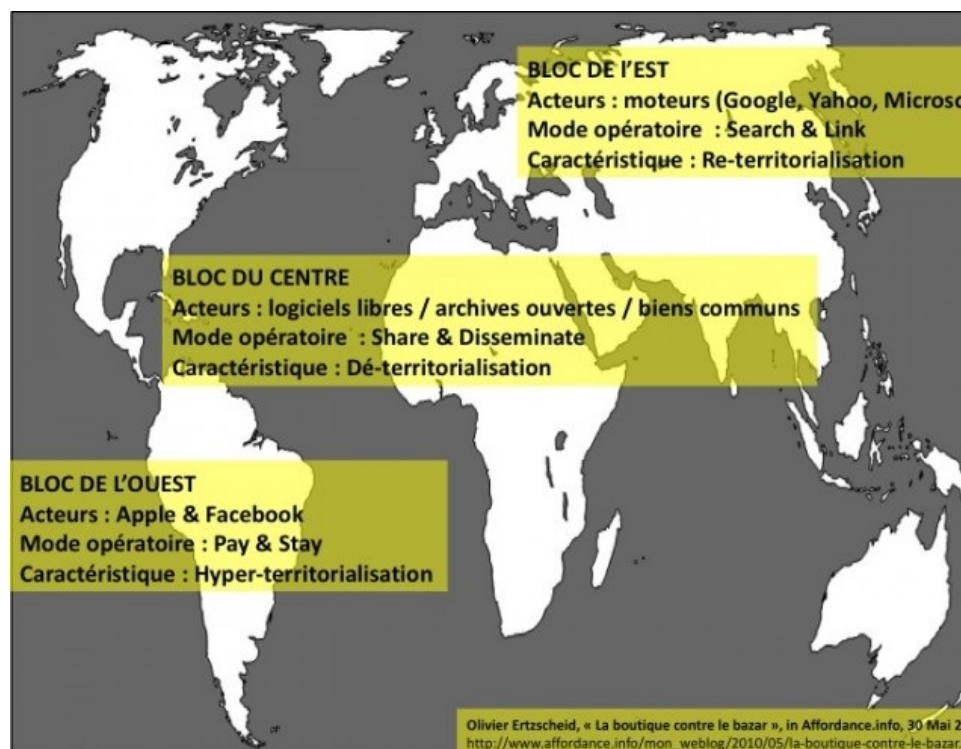 BLOC DE l'EST
Acteurs : moteurs (Google, Yahoo,
Mode opératoire : Search & Link
Caractéristique : Re-territorialisation
BLOC DU CENTRE
Acteurs : logiciels libres / archives ouvertes / biens communs
Mode opératoire : Share & Disseminate
Caractéristique : Dé-territorialisation
BLOC DE L'OUEST
Acteurs : Apple & Facebook
Mode opératoire : Pay & Stay
Caractéristique : Hyper-territorialisation
Olivier Ertzscheid, « La boutique contre le bazar », in Affordance.info, 30 Mai
http://www.affordance.info/mon_weblog/2010/05/la-boutique-contre-le-bazar